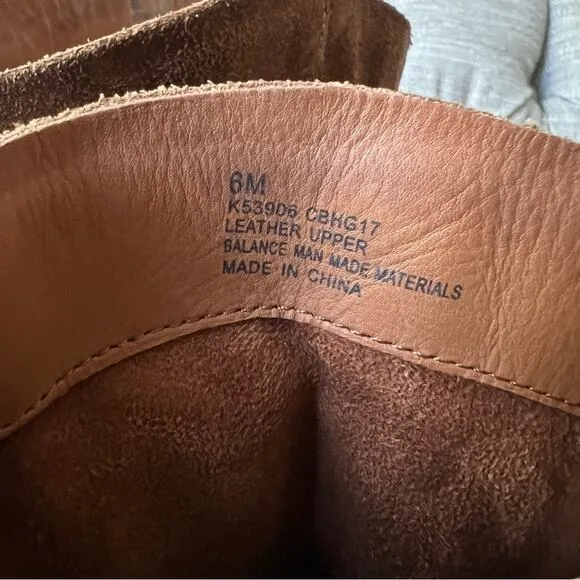 6M
K53906 CBHG17
LEATHER UPPER
BALANCE MAN MADE MATERIALS
MADE IN CHINA